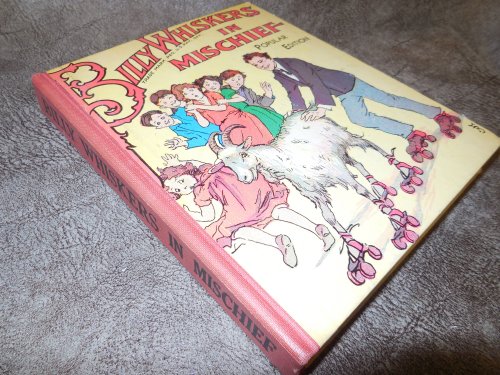 BILLY WHISKERS
IN
MISCHIEF
POPULAR
EDITION
BILLY WHISKERS IN MISCHIEF